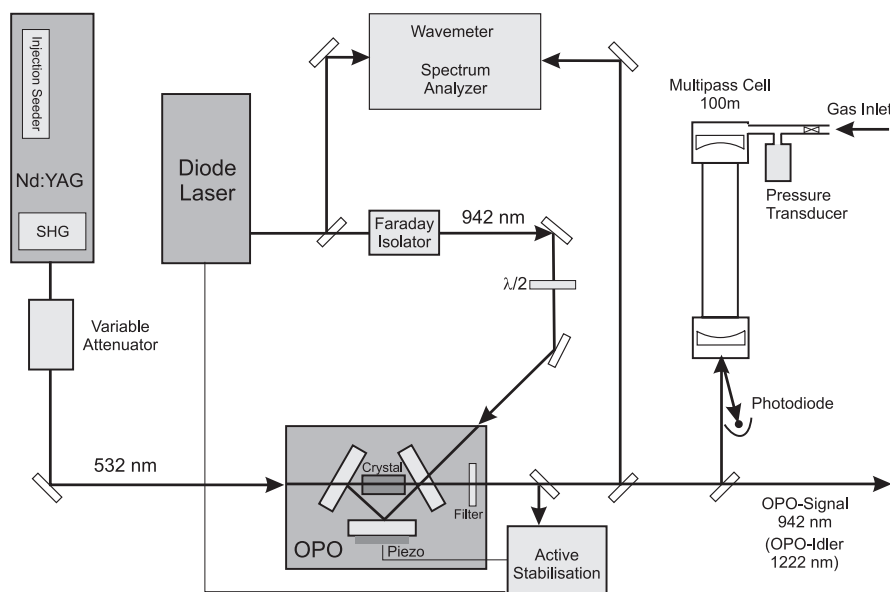 Injection Seeder
Nd:YAG
SHG
Variable
Attenuator
532 nm
Diode
Laser
Wavemeter
Spectrum
Analyzer
Faraday
Isolator
942 nm
λ/2
Crystal
Filter
Piezo
OPO
Active
Stabilisation
Multipass Cell
100m
Gas Inlet
Pressure
Transducer
Photodiode
OPO-Signal
942 nm
(OPO-Idler
1222 nm)